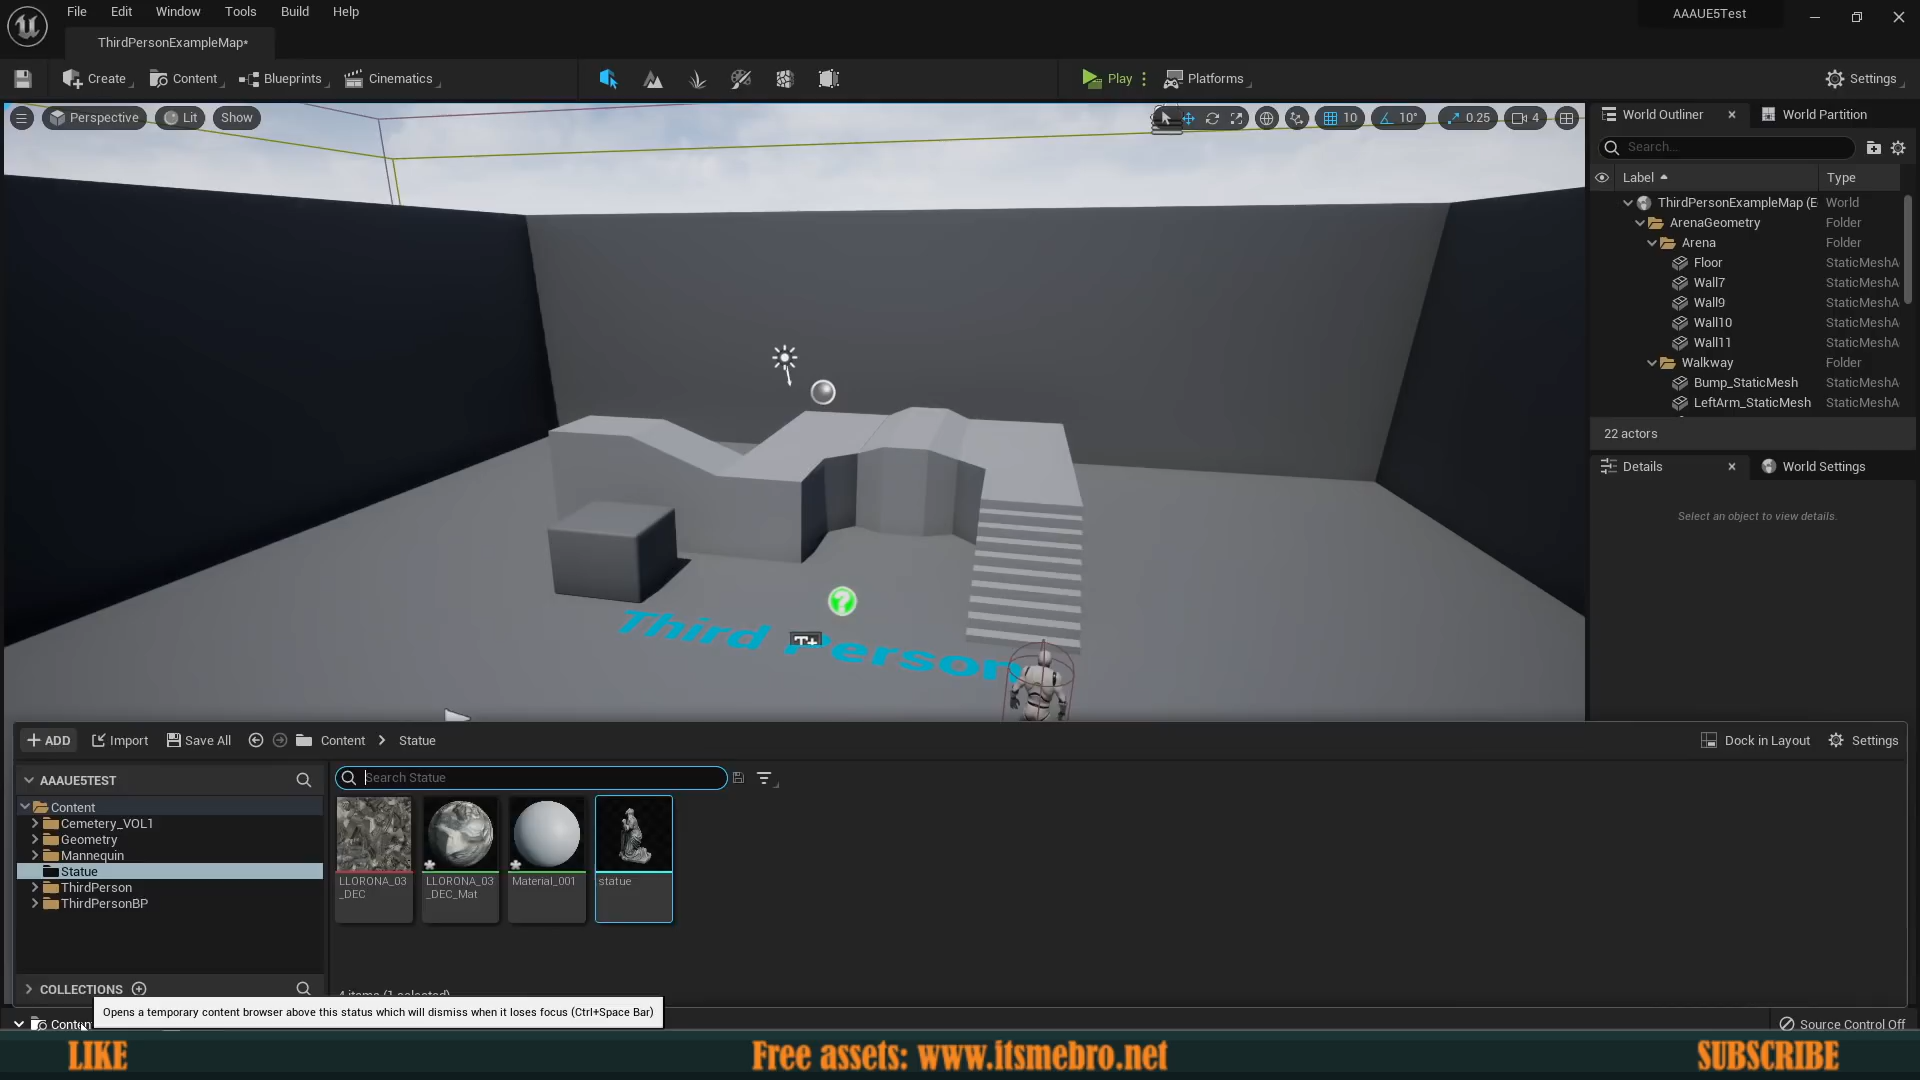 File Edit Window Tools Build Help
AAAUE5Test
ThirdPersonExampleMap*
Create Content Blueprints Cinematics Play Platforms Settings
Perspective Lit Show 10 10° 0.25 4
World Outliner World Partition
Search...
Label Type
ThirdPersonExampleMap (E World
ArenaGeometry Folder
Arena Folder
Floor StaticMeshA
Wall7 StaticMeshA
Wall9 StaticMeshA
Wall10 StaticMeshA
Wall11 StaticMeshA
Walkway Folder
Bump_StaticMesh StaticMeshA
LeftArm_StaticMesh StaticMeshA
22 actors
Details World Settings
Select an object to view details.
Third Person
T+
+ ADD Import Save All Content > Statue Dock in Layout Settings
AAAUE5TEST
Search Statue
Content
Cemetery_VOL1
Geometry
Mannequin
Statue
ThirdPerson
ThirdPersonBP
LLORONA_03 LLORONA_03 Material_001 statue
_DEC _DEC_Mat
COLLECTIONS
4 items (1 selected)
Opens a temporary content browser above this status which will dismiss when it loses focus (Ctrl+Space Bar)
Conten
Source Control Off
LIKE Free assets: www.itsmebro.net SUBSCRIBE